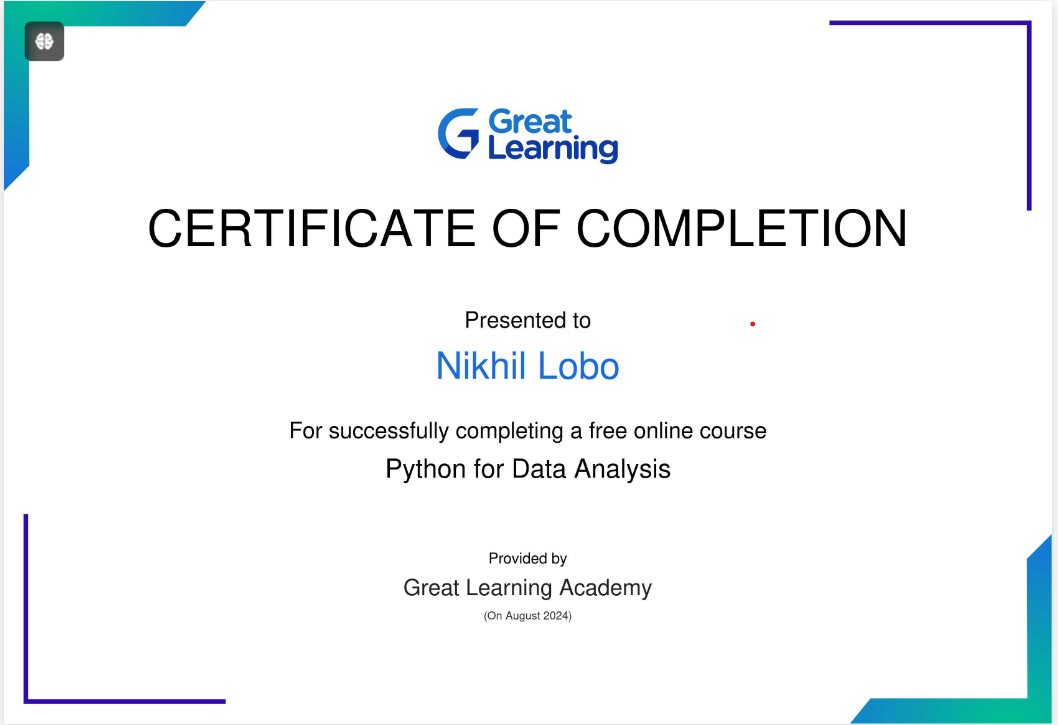 Great
Learning
CERTIFICATE OF COMPLETION
Presented to
Nikhil Lobo
For successfully completing a free online course
Python for Data Analysis
Provided by
Great Learning Academy
(On August 2024)